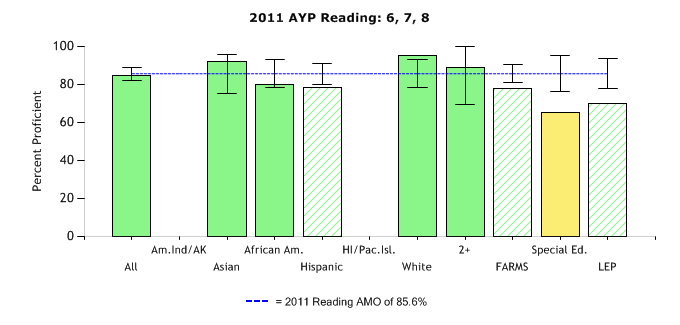 2011 AYP Reading: 6, 7, 8
Percent Proficient
100
80
60
40
20
0
Am.Ind/AK African Am. HI/Pac.Isl. 2+ Special Ed.
All Asian Hispanic White FARMS LEP
= 2011 Reading AMO of 85.6%